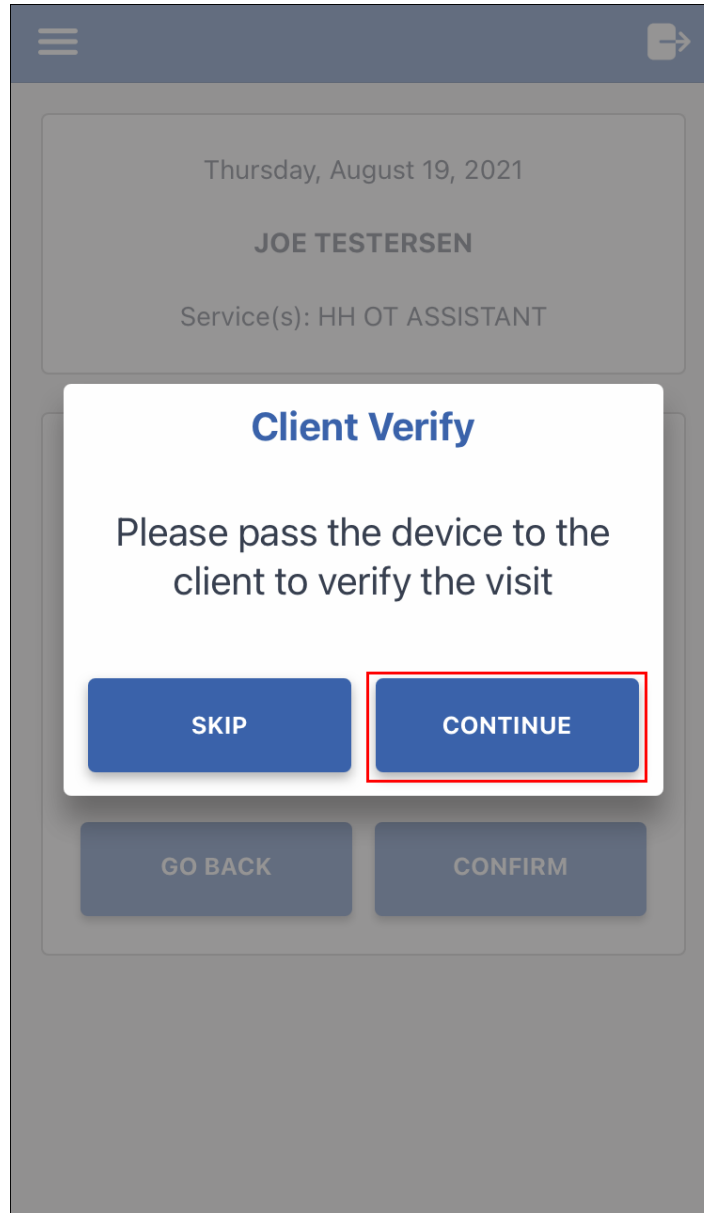 Thursday, August 19, 2021
JOE TESTERSEN
Service(s): HH OT ASSISTANT
Client Verify
Please pass the device to the
client to verify the visit
SKIP
CONTINUE
GO BACK
CONFIRM